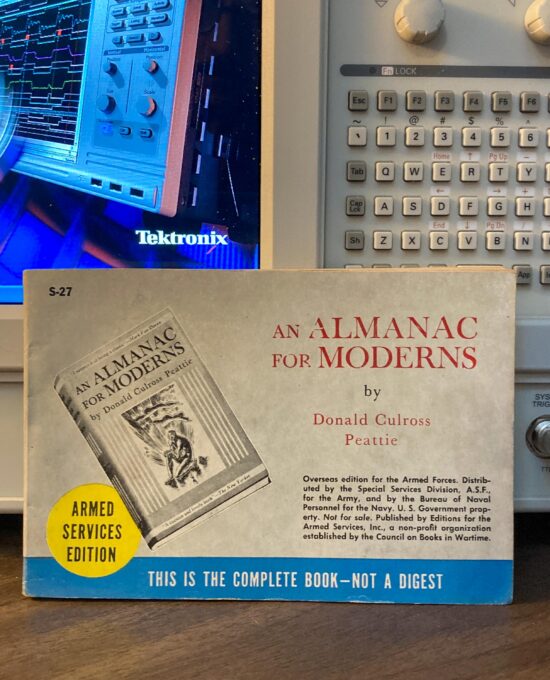 Fn LOCK
Esc F1 F2 F3 F4 F5 F6
~ ! @ # $ % ^
` 1 2 3 4 5 6
Home ↑ Pg Up
Tab Q W E R T Y
← → +
Cap Lck A S D F G H
End ↓ Pg Dn
Sh Z X C V B N
App
Tektronix
S-27
AN ALMANAC
FOR MODERNS
by
Donald Culross
Peattie
AN ALMANAC
FOR MODERNS
by Donald Culross Peattie
Overseas edition for the Armed Forces. Distrib-
uted by the Special Services Division, A.S.F.,
for the Army, and by the Bureau of Naval
Personnel for the Navy. U. S. Government prop-
erty. Not for sale. Published by Editions for the
Armed Services, Inc., a non-profit organization
established by the Council on Books in Wartime.
ARMED
SERVICES
EDITION
THIS IS THE COMPLETE BOOK—NOT A DIGEST